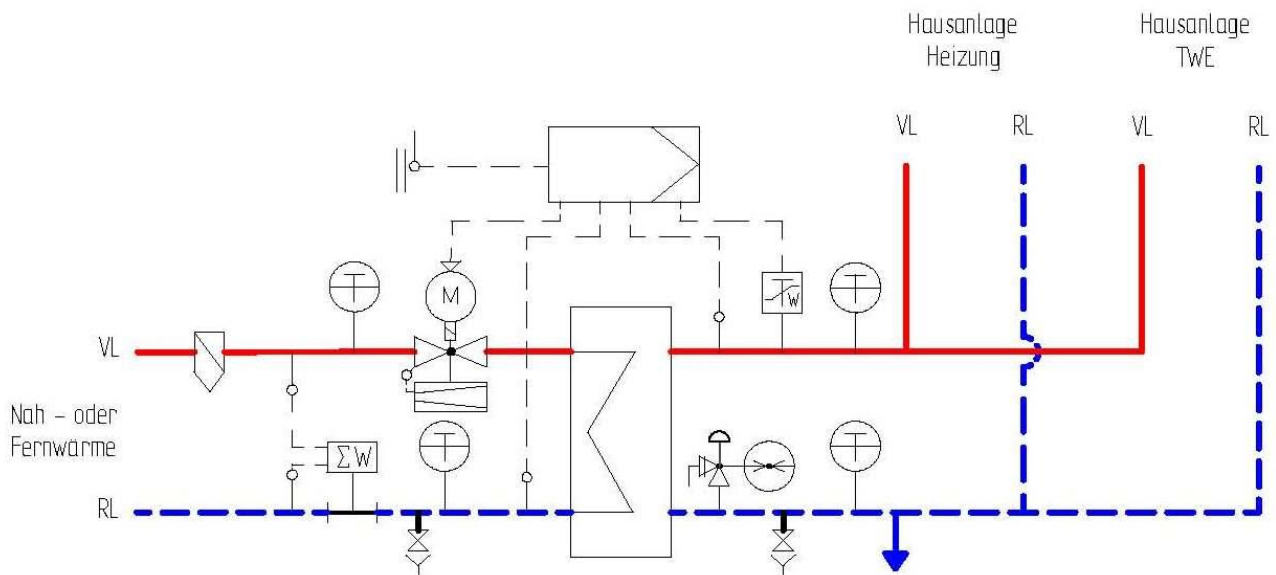 Hausanlage
Heizung
Hausanlage
TWE
VL
RL
VL
RL
T
M
W
T
VL
Nah - oder
Fernwärme
T
ΣW
T
RL